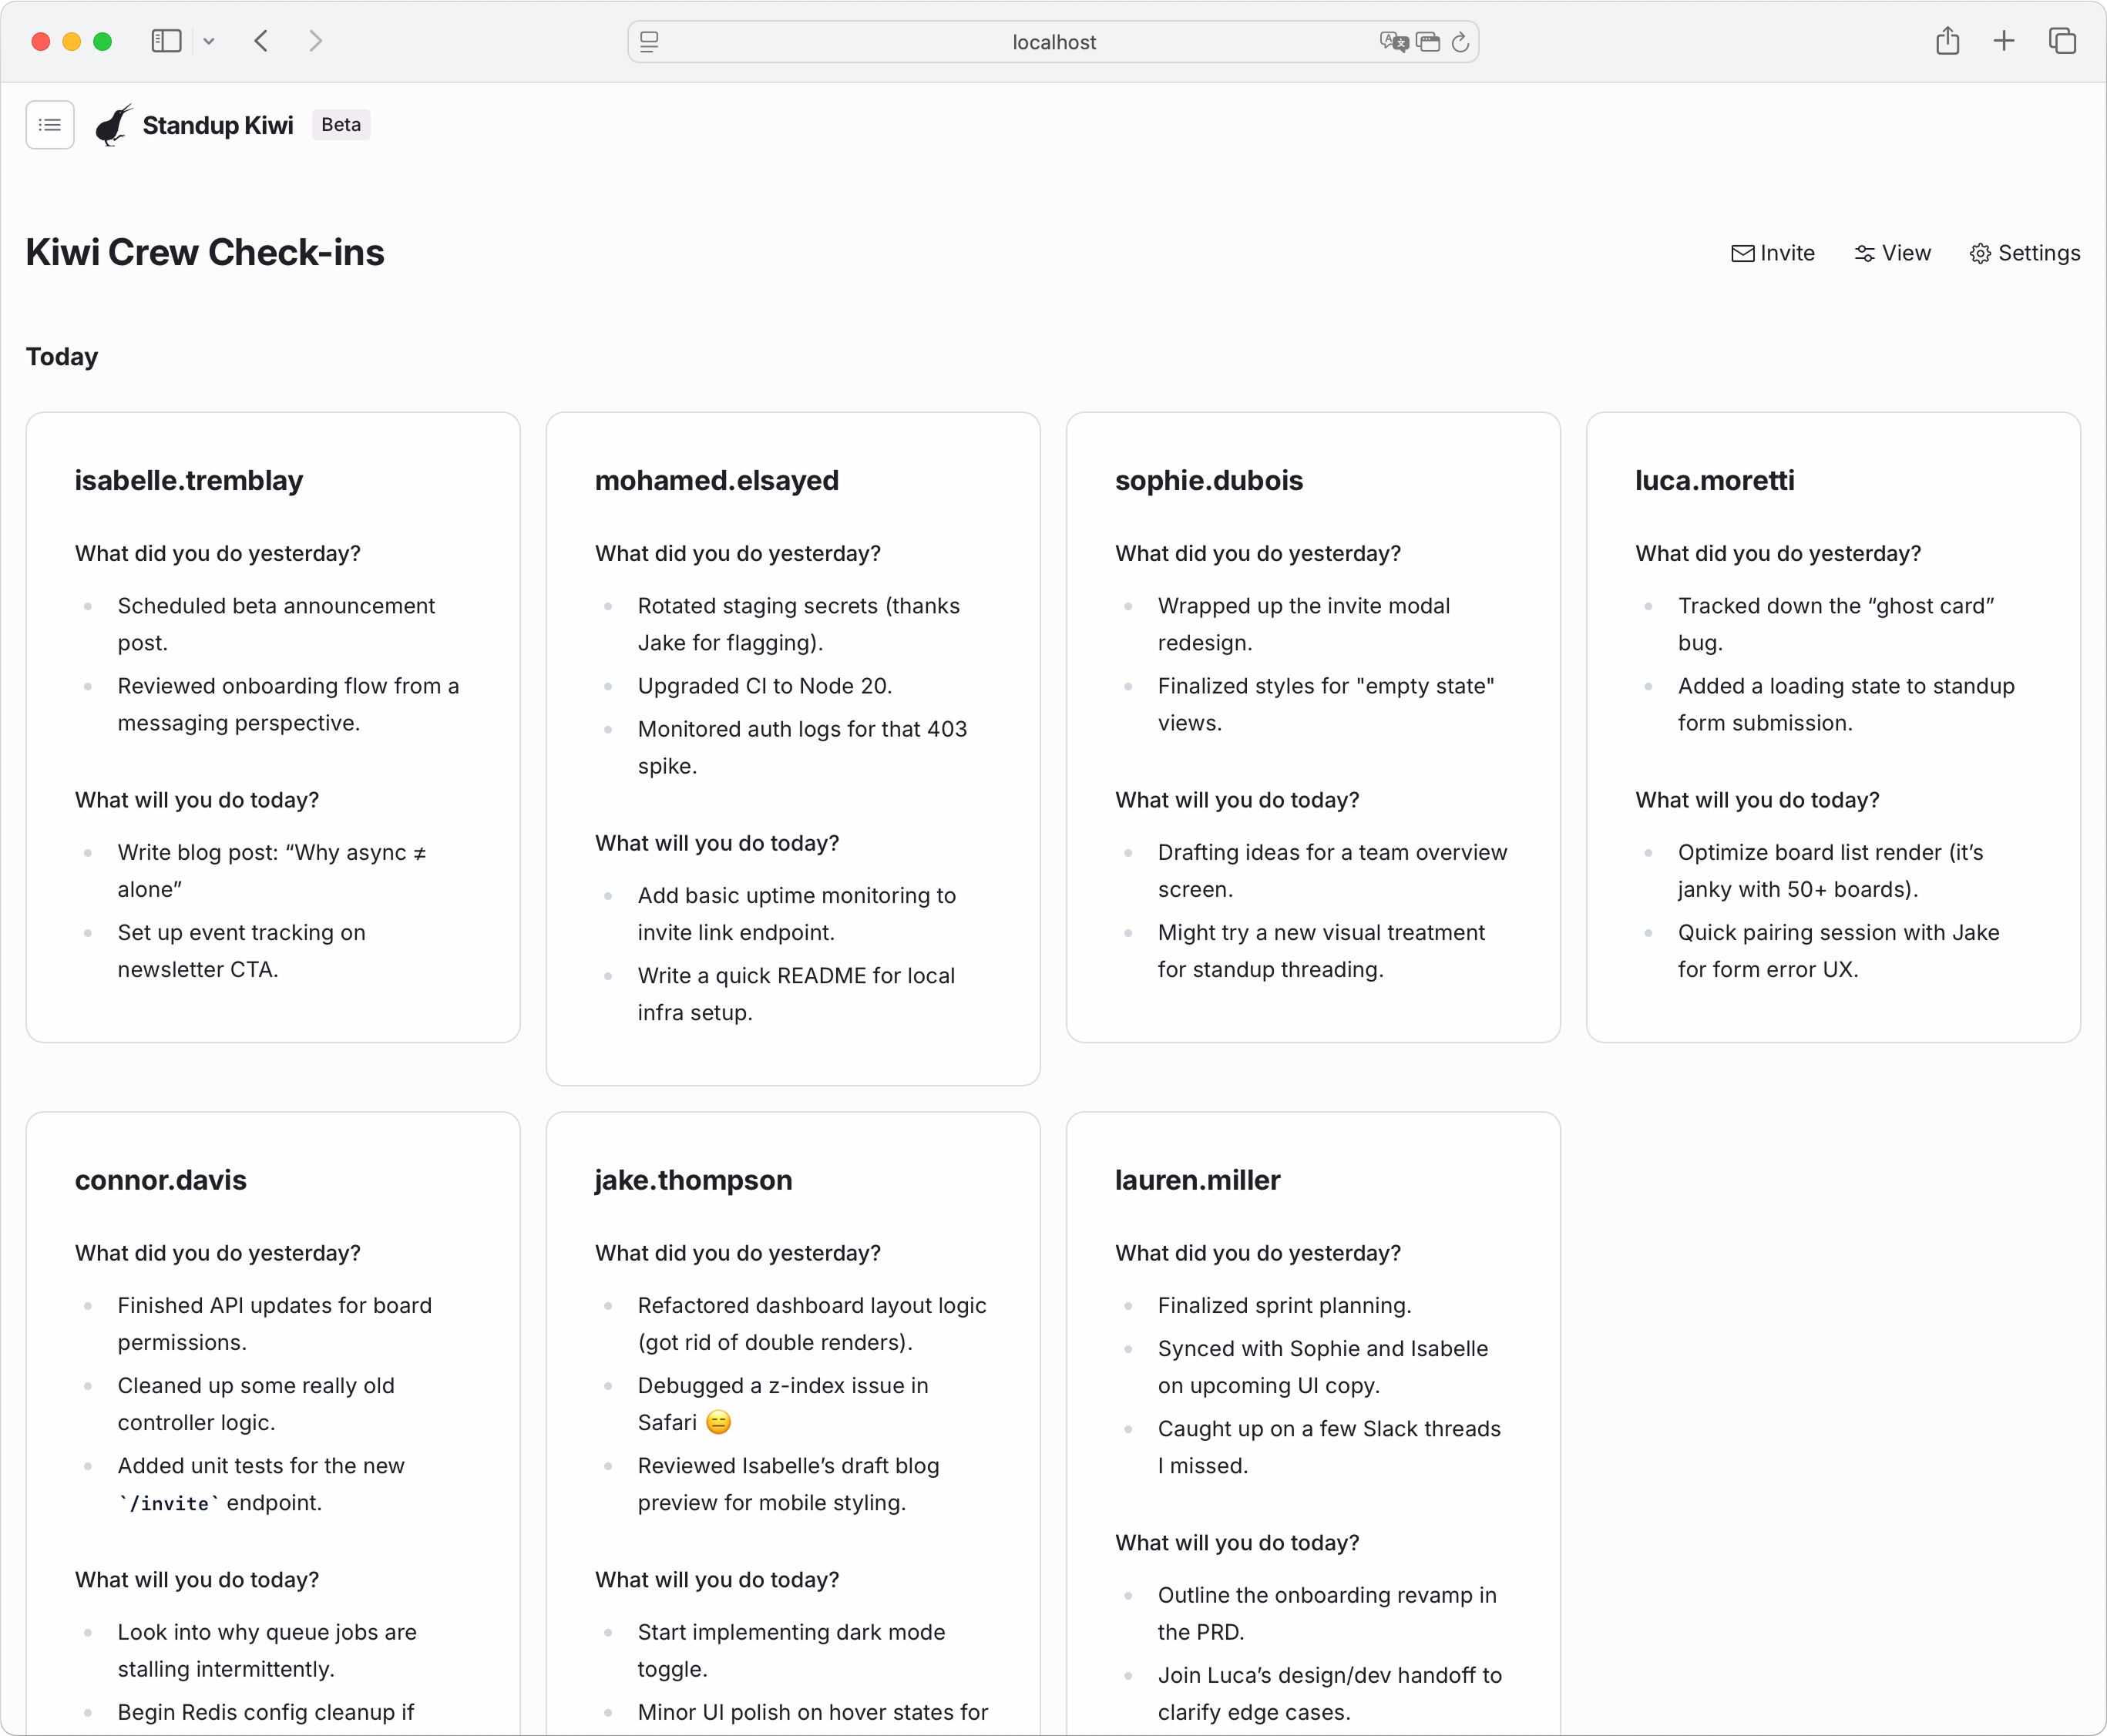 localhost
Standup Kiwi Beta
Kiwi Crew Check-ins
Invite View Settings
Today
isabelle.tremblay
What did you do yesterday?
Scheduled beta announcement
post.
Reviewed onboarding flow from a
messaging perspective.
What will you do today?
Write blog post: “Why async ≠
alone”
Set up event tracking on
newsletter CTA.
mohamed.elsayed
What did you do yesterday?
Rotated staging secrets (thanks
Jake for flagging).
Upgraded CI to Node 20.
Monitored auth logs for that 403
spike.
What will you do today?
Add basic uptime monitoring to
invite link endpoint.
Write a quick README for local
infra setup.
sophie.dubois
What did you do yesterday?
Wrapped up the invite modal
redesign.
Finalized styles for "empty state"
views.
What will you do today?
Drafting ideas for a team overview
screen.
Might try a new visual treatment
for standup threading.
luca.moretti
What did you do yesterday?
Tracked down the “ghost card”
bug.
Added a loading state to standup
form submission.
What will you do today?
Optimize board list render (it’s
janky with 50+ boards).
Quick pairing session with Jake
for form error UX.
connor.davis
What did you do yesterday?
Finished API updates for board
permissions.
Cleaned up some really old
controller logic.
Added unit tests for the new
`/invite` endpoint.
What will you do today?
Look into why queue jobs are
stalling intermittently.
Begin Redis config cleanup if
jake.thompson
What did you do yesterday?
Refactored dashboard layout logic
(got rid of double renders).
Debugged a z-index issue in
Safari 😑
Reviewed Isabelle’s draft blog
preview for mobile styling.
What will you do today?
Start implementing dark mode
toggle.
Minor UI polish on hover states for
lauren.miller
What did you do yesterday?
Finalized sprint planning.
Synced with Sophie and Isabelle
on upcoming UI copy.
Caught up on a few Slack threads
I missed.
What will you do today?
Outline the onboarding revamp in
the PRD.
Join Luca’s design/dev handoff to
clarify edge cases.